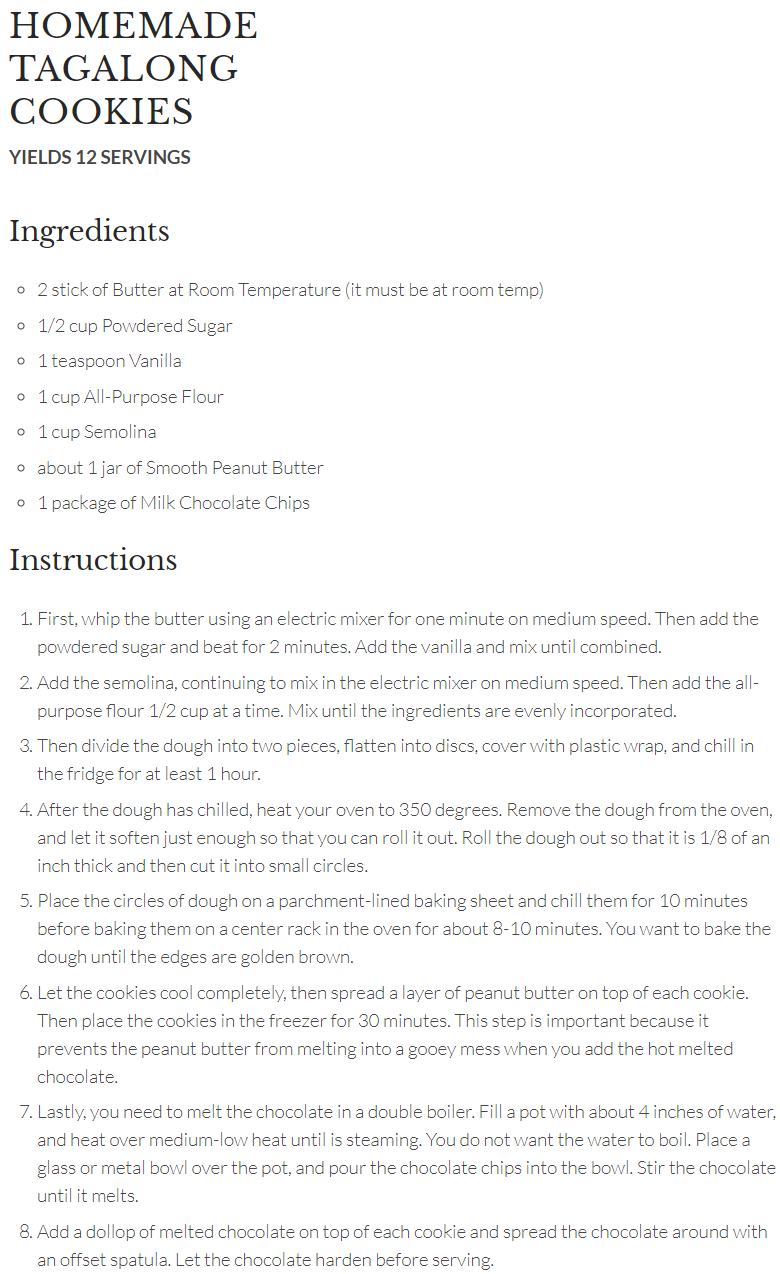 HOMEMADE
TAGALONG
COOKIES
YIELDS 12 SERVINGS
Ingredients
2 stick of Butter at Room Temperature (it must be at room temp)
1/2 cup Powdered Sugar
1 teaspoon Vanilla
1 cup All-Purpose Flour
1 cup Semolina
about 1 jar of Smooth Peanut Butter
1 package of Milk Chocolate Chips
Instructions
1. First, whip the butter using an electric mixer for one minute on medium speed. Then add the
powdered sugar and beat for 2 minutes. Add the vanilla and mix until combined.
2. Add the semolina, continuing to mix in the electric mixer on medium speed. Then add the all-
purpose flour 1/2 cup at a time. Mix until the ingredients are evenly incorporated.
3. Then divide the dough into two pieces, flatten into discs, cover with plastic wrap, and chill in
the fridge for at least 1 hour.
4. After the dough has chilled, heat your oven to 350 degrees. Remove the dough from the oven,
and let it soften just enough so that you can roll it out. Roll the dough out so that it is 1/8 of an
inch thick and then cut it into small circles.
5. Place the circles of dough on a parchment-lined baking sheet and chill them for 10 minutes
before baking them on a center rack in the oven for about 8-10 minutes. You want to bake the
dough until the edges are golden brown.
6. Let the cookies cool completely, then spread a layer of peanut butter on top of each cookie.
Then place the cookies in the freezer for 30 minutes. This step is important because it
prevents the peanut butter from melting into a gooey mess when you add the hot melted
chocolate.
7. Lastly, you need to melt the chocolate in a double boiler. Fill a pot with about 4 inches of water,
and heat over medium-low heat until is steaming. You do not want the water to boil. Place a
glass or metal bowl over the pot, and pour the chocolate chips into the bowl. Stir the chocolate
until it melts.
8. Add a dollop of melted chocolate on top of each cookie and spread the chocolate around with
an offset spatula. Let the chocolate harden before serving.